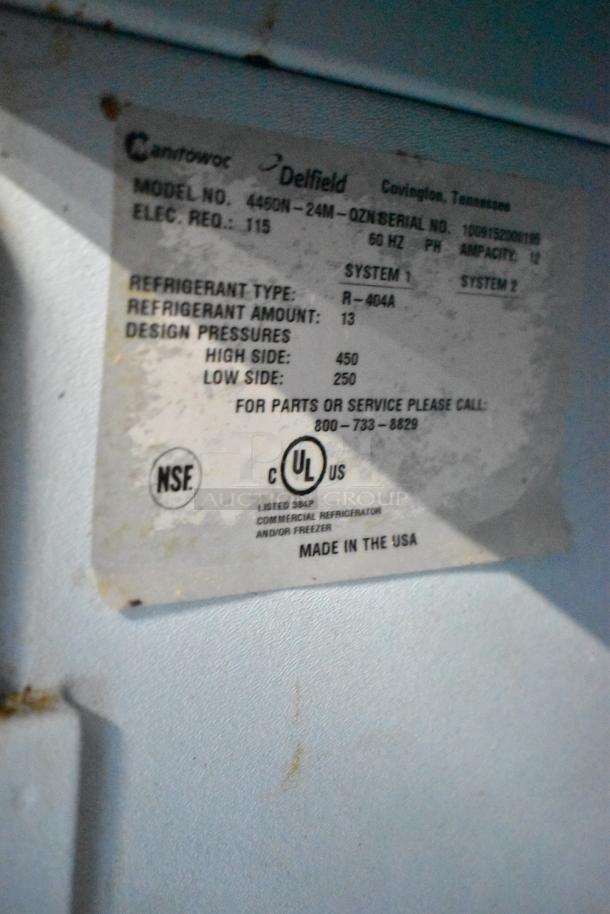 Manitowoc Delfield Covington, Tennessee
MODEL NO. 4460N-24M-QZN SERIAL NO. 1009152000195
ELEC. REQ.: 115 60 HZ PH AMPACITY: 12
SYSTEM 1 SYSTEM 2
REFRIGERANT TYPE: R-404A
REFRIGERANT AMOUNT: 13
DESIGN PRESSURES
HIGH SIDE: 450
LOW SIDE: 250
FOR PARTS OR SERVICE PLEASE CALL:
800-733-8829
NSF. C UL US
AUCTION GROUP
LISTED 384P
COMMERCIAL REFRIGERATOR
AND/OR FREEZER
MADE IN THE USA